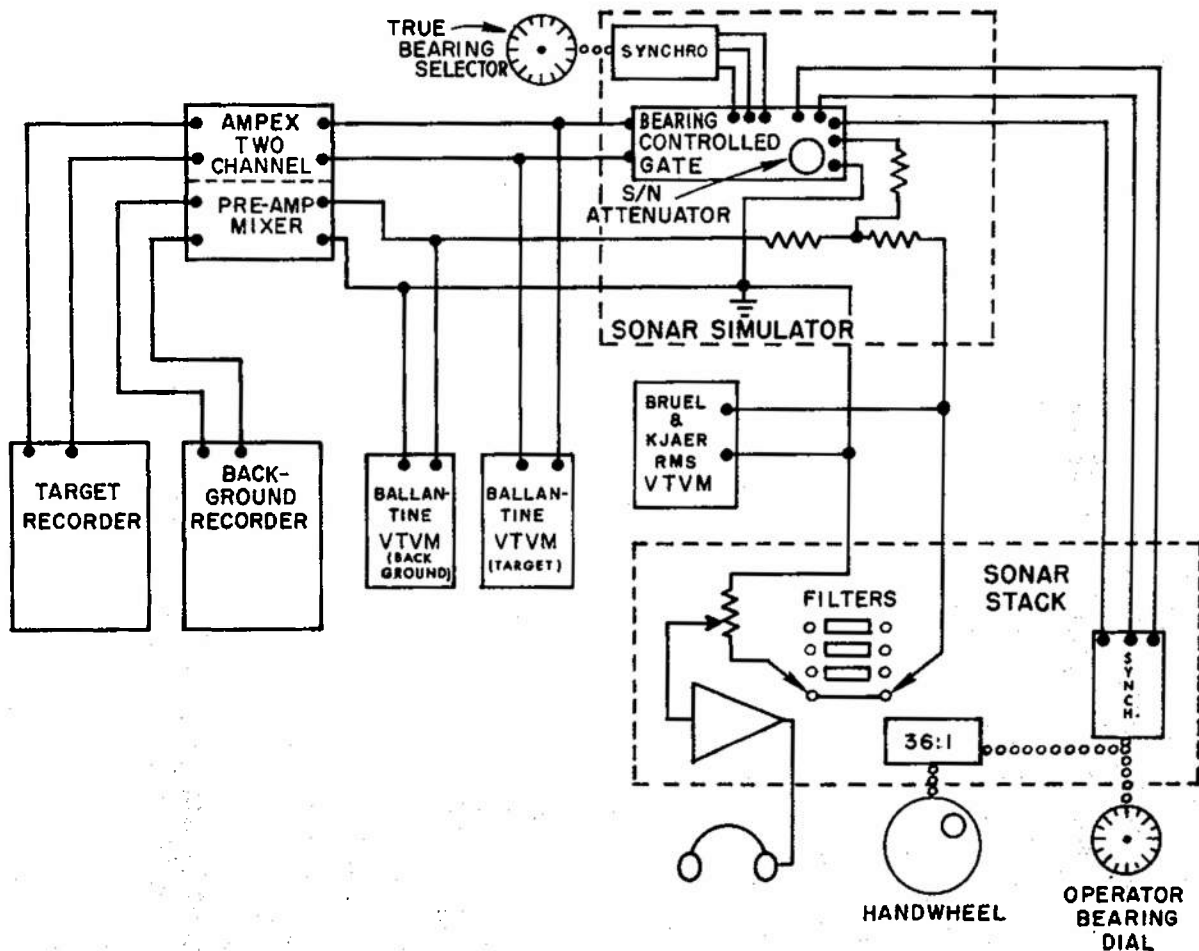 TRUE
BEARING
SELECTOR
SYNCHRO
AMPEX
TWO
CHANNEL
PRE-AMP
MIXER
BEARING
CONTROLLED
GATE
S/N
ATTENUATOR
SONAR SIMULATOR
TARGET
RECORDER
BACK-
GROUND
RECORDER
BALLAN-
TINE
VTVM
(BACK
GROUND)
BALLAN-
TINE
VTVM
(TARGET)
BRUEL
&
KJAER
RMS
VTVM
SONAR
STACK
FILTERS
SYNCH.
36:1
HANDWHEEL
OPERATOR
BEARING
DIAL